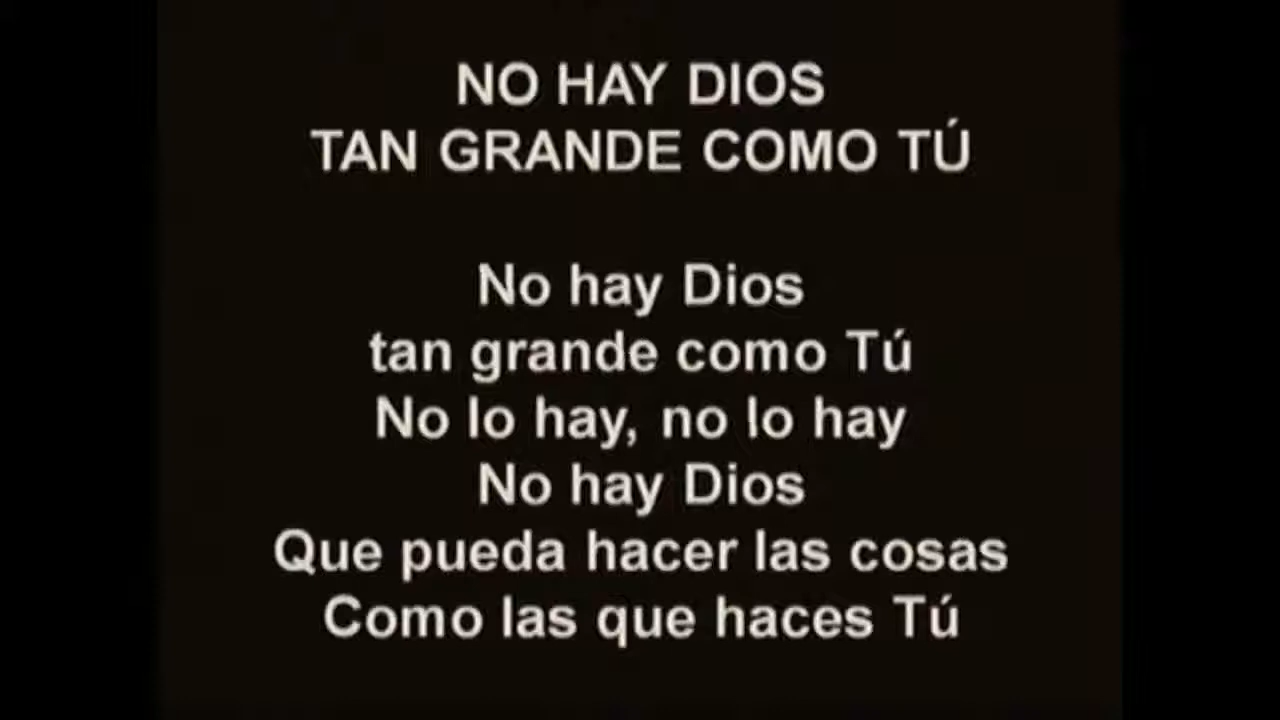 NO HAY DIOS
TAN GRANDE COMO TÚ
No hay Dios
tan grande como Tú
No lo hay, no lo hay
No hay Dios
Que pueda hacer las cosas
Como las que haces Tú